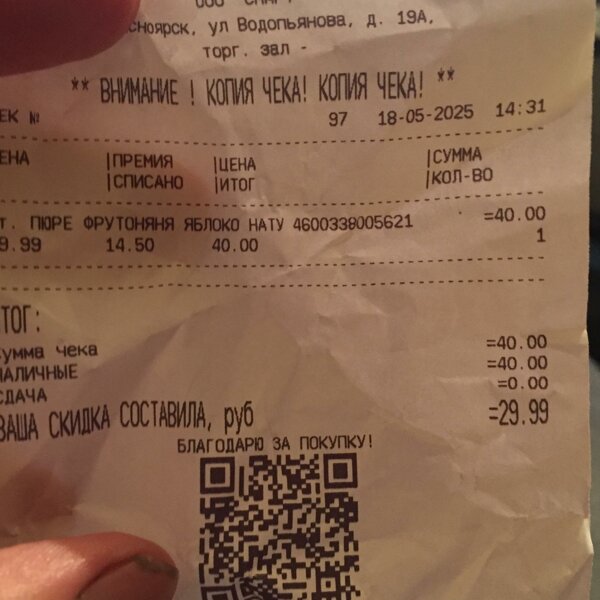 сноярск, ул Водопьянова, д. 19А,
торг. зал -
** ВНИМАНИЕ ! КОПИЯ ЧЕКА! КОПИЯ ЧЕКА! **
ЕК № 97 18-05-2025 14:31
ЕНА |ПРЕМИЯ |ЦЕНА |СУММА
|СПИСАНО |ИТОГ |КОЛ-ВО
т. ПЮРЕ ФРУТОНЯНЯ ЯБЛОКО НАТУ 4600338005621 =40.00
9.99 14.50 40.00 1
ТОГ:
умма чека =40.00
НАЛИЧНЫЕ =40.00
СДАЧА =0.00
ВАША СКИДКА СОСТАВИЛА, руб =29.99
БЛАГОДАРЮ ЗА ПОКУПКУ!